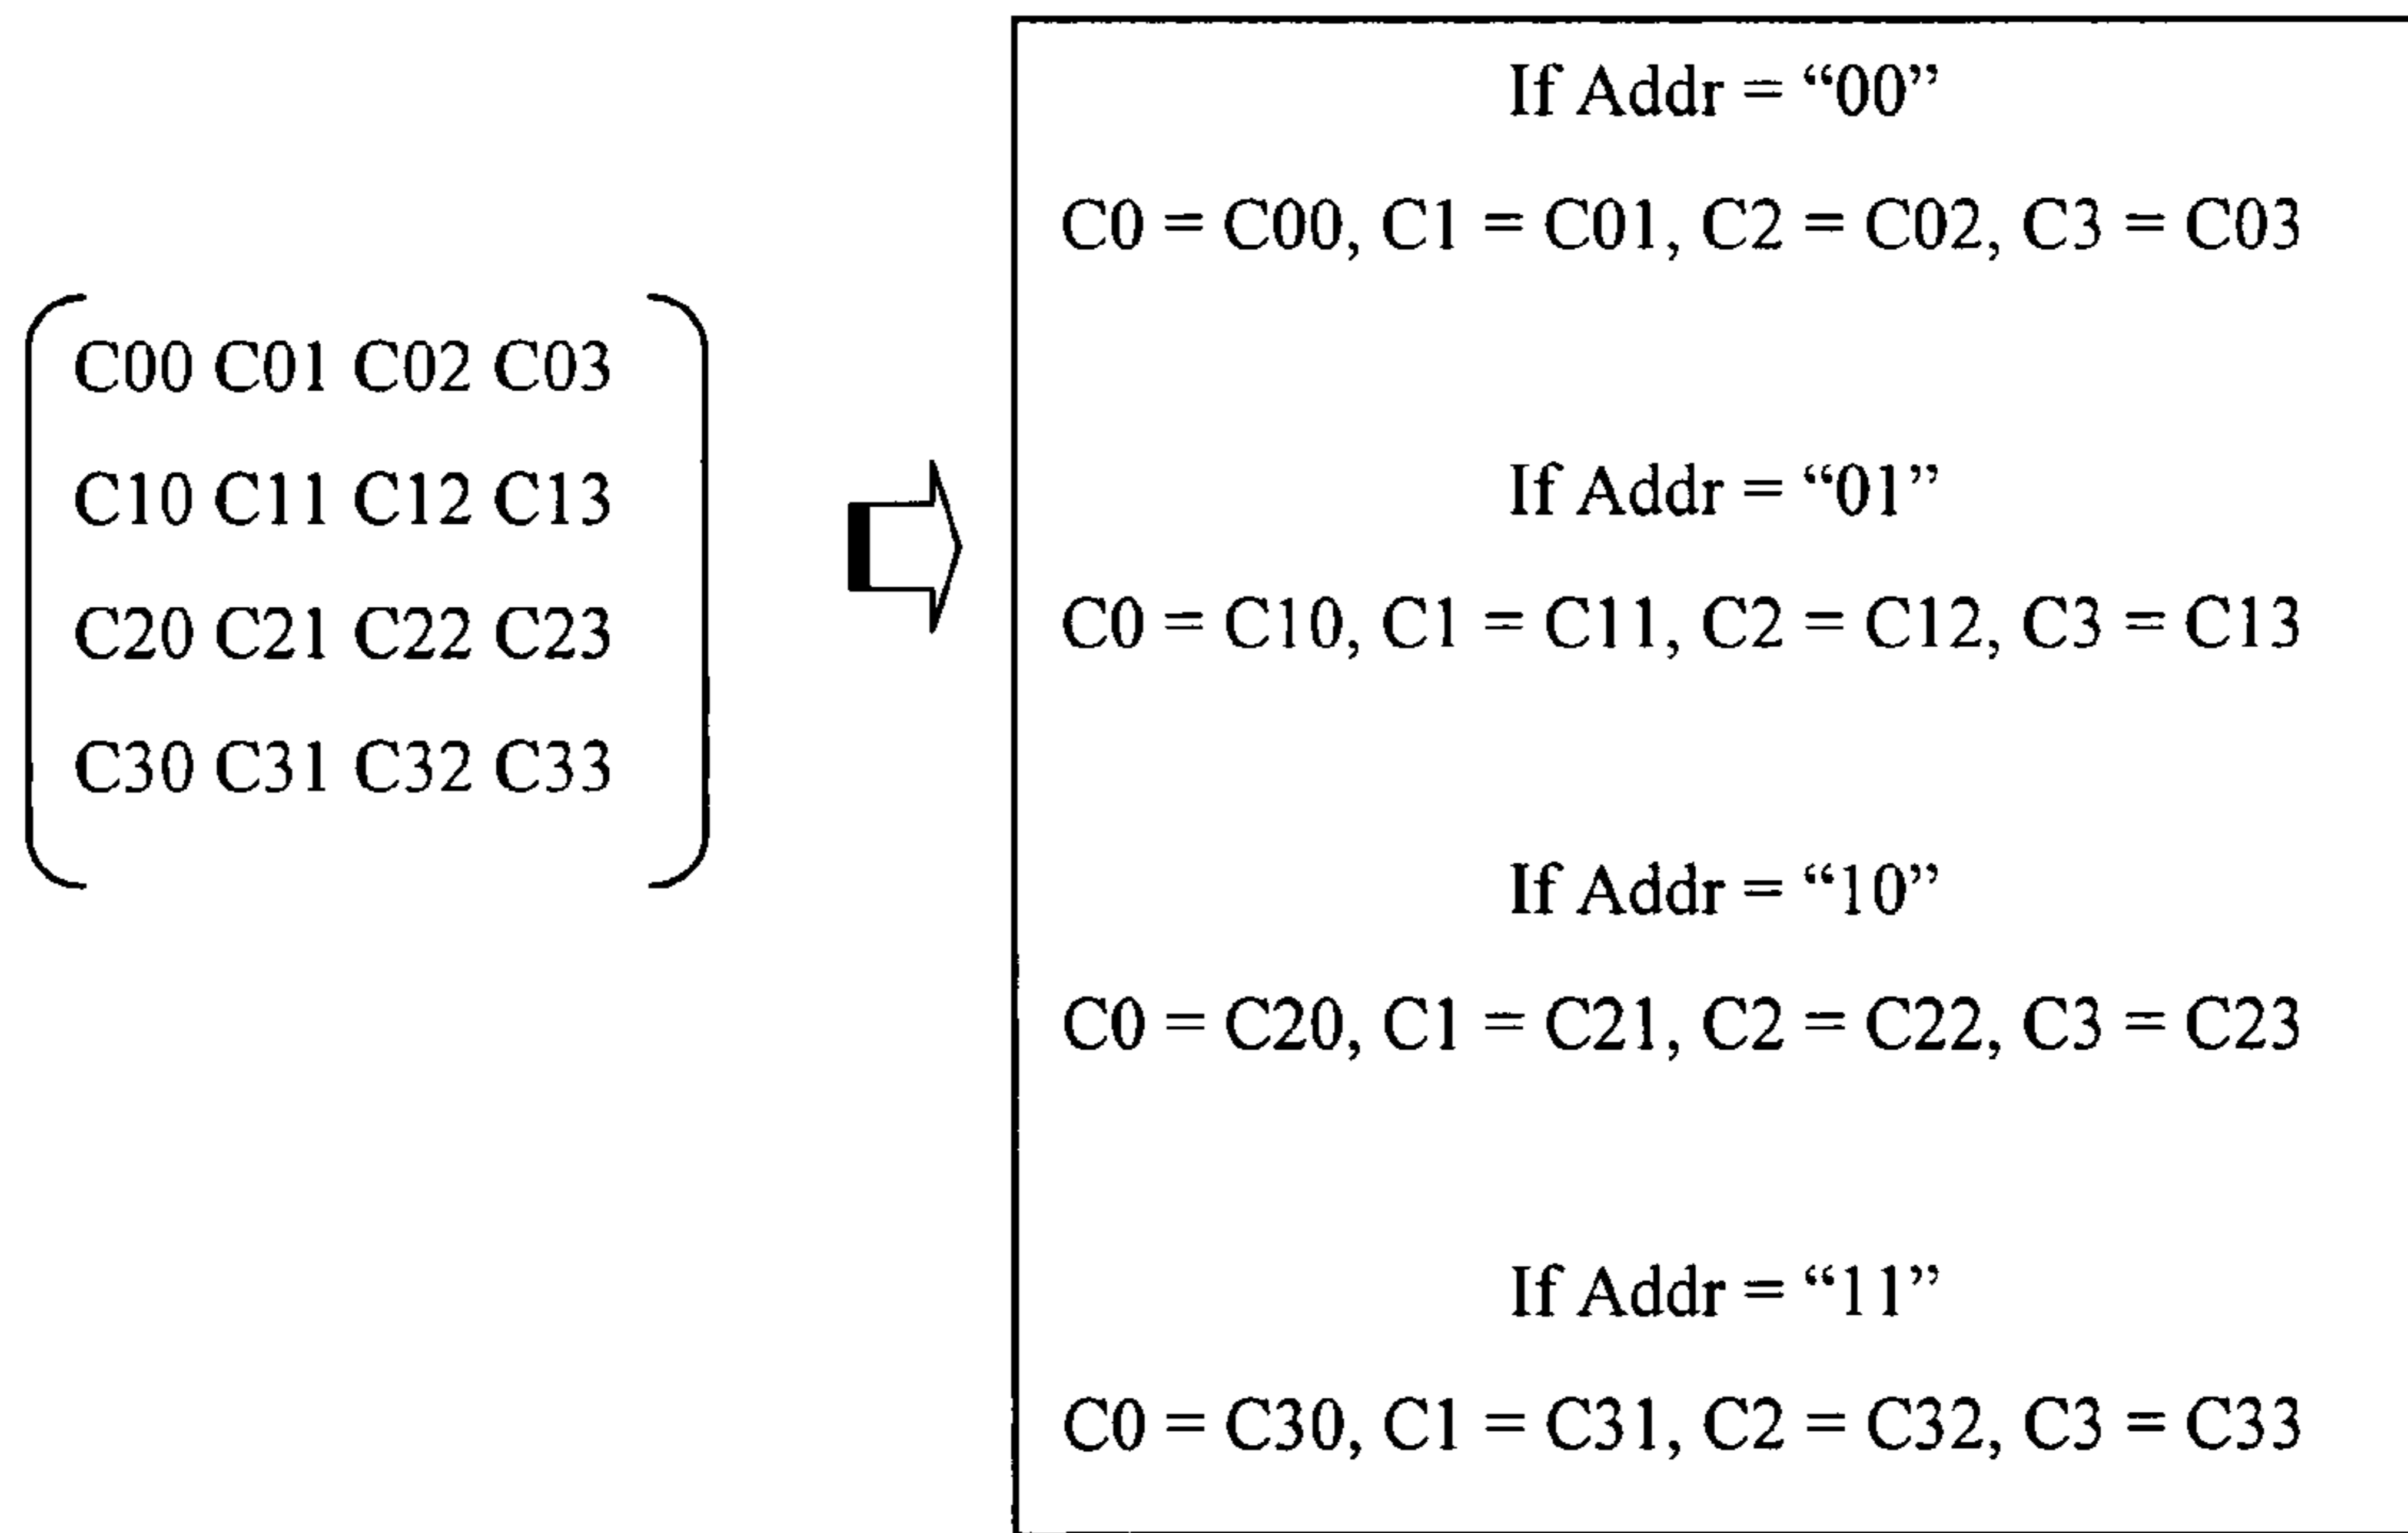 C00 C01 C02 C03
C10 C11 C12 C13
C20 C21 C22 C23
C30 C31 C32 C33
If Addr = “00”
C0 = C00, C1 = C01, C2 = C02, C3 = C03
If Addr = “01”
C0 = C10, C1 = C11, C2 = C12, C3 = C13
If Addr = “10”
C0 = C20, C1 = C21, C2 = C22, C3 = C23
If Addr = “11”
C0 = C30, C1 = C31, C2 = C32, C3 = C33